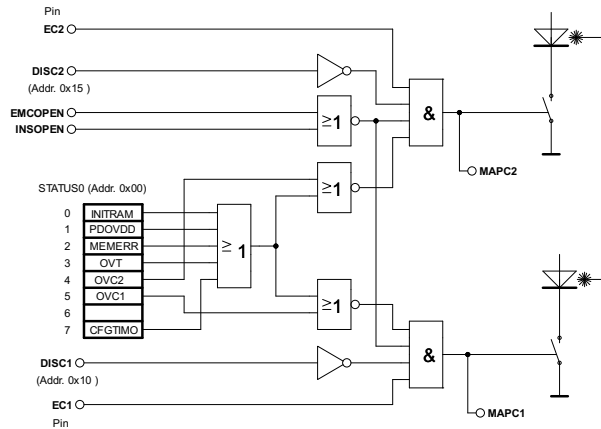 Pin
EC2
DISC2
(Addr. 0x15 )
EMCOPEN
INSOPEN
≥1
&
MAPC2
≥1
STATUS0 (Addr. 0x00)
0 INITRAM
1 PDOVDD
2 MEMERR
3 OVT
4 OVC2
5 OVC1
6
7 CFGTIMO
≥ 1
≥1
&
DISC1
(Addr. 0x10 )
EC1
Pin
MAPC1